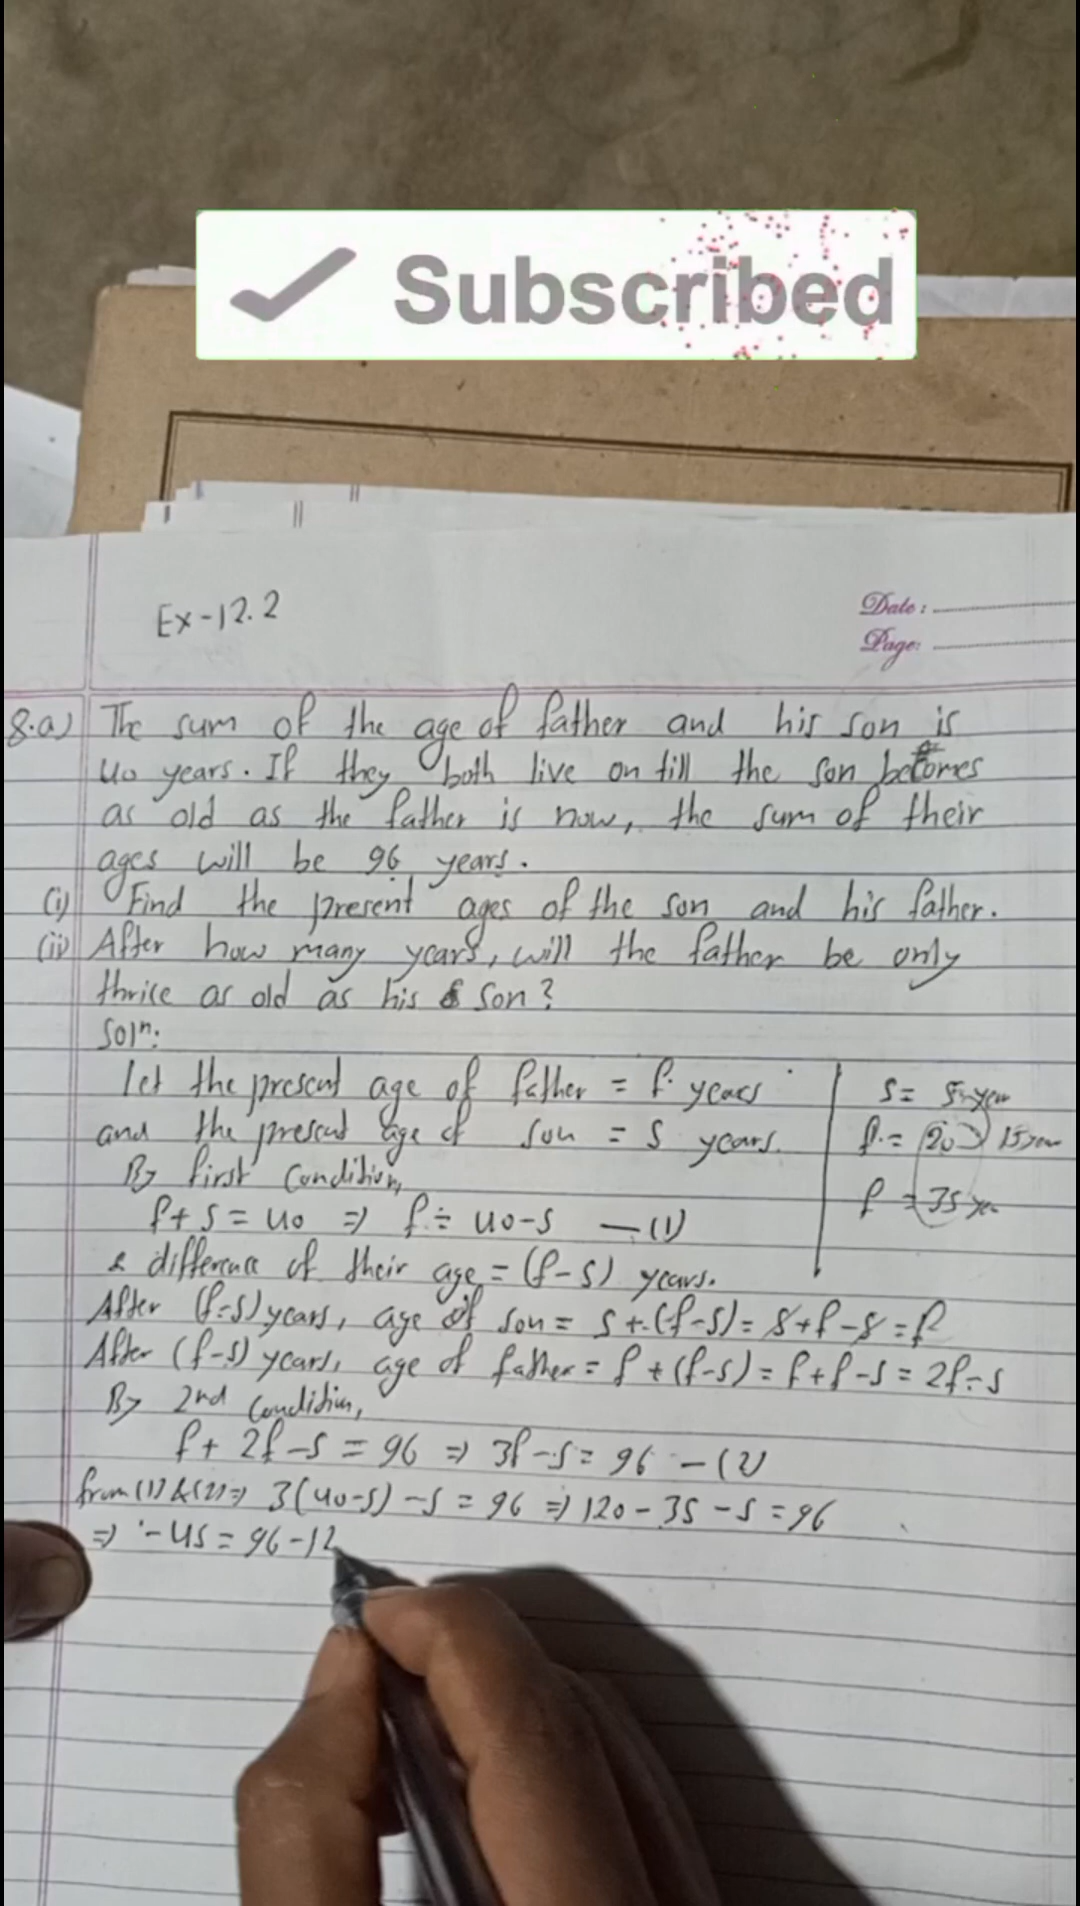 Subscribed
Ex-12.2
Date:
Page:
8.a) The sum of the age of father and his son is
40 years. If they both live on till the son becomes
as old as the father is now, the sum of their
ages will be 96 years.
(i) Find the present ages of the son and his father.
(ii) After how many years, will the father be only
thrice as old as his son?
Soln:
Let the present age of father = f years
and the present age of son = s years.
By first Condition,
f + s = 40 => f = 40-s —(1)
& difference of their age = (f-s) years.
After (f-s) years, age of son = s + (f-s) = s+f-s = f
After (f-s) years, age of father = f + (f-s) = f+f-s = 2f-s
By 2nd Condition,
f + 2f - s = 96 => 3f - s = 96 - (2)
from (1) & (2) => 3(40-s) - s = 96 => 120 - 3s - s = 96
=> -4s = 96 - 12
s = 5 year
f = 20 15 year
f = 35